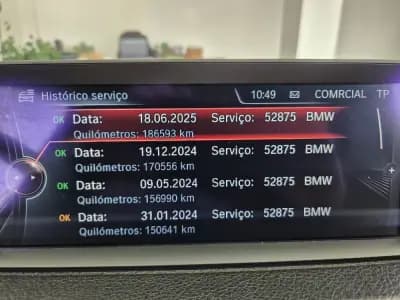 Histórico serviço 10:49 COMRCIAL TP
OK Data: 18.06.2025 Serviço: 52875 BMW
Quilómetros: 186593 km
OK Data: 19.12.2024 Serviço: 52875 BMW
Quilómetros: 170556 km
OK Data: 09.05.2024 Serviço: 52875 BMW
Quilómetros: 156990 km
OK Data: 31.01.2024 Serviço: 52875 BMW
Quilómetros: 150641 km